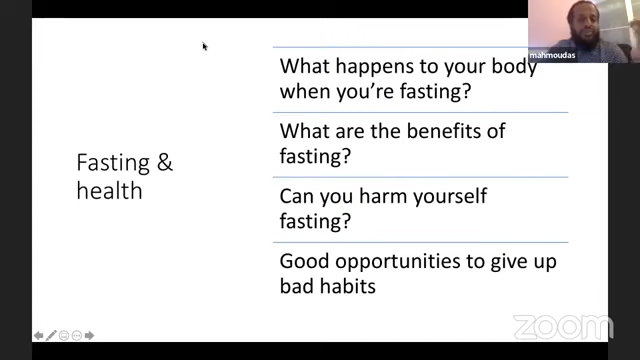 mahmoudas
What happens to your body
when you're fasting?
What are the benefits of
fasting?
Fasting &
health
Can you harm yourself
fasting?
Good opportunities to give up
bad habits
zoom